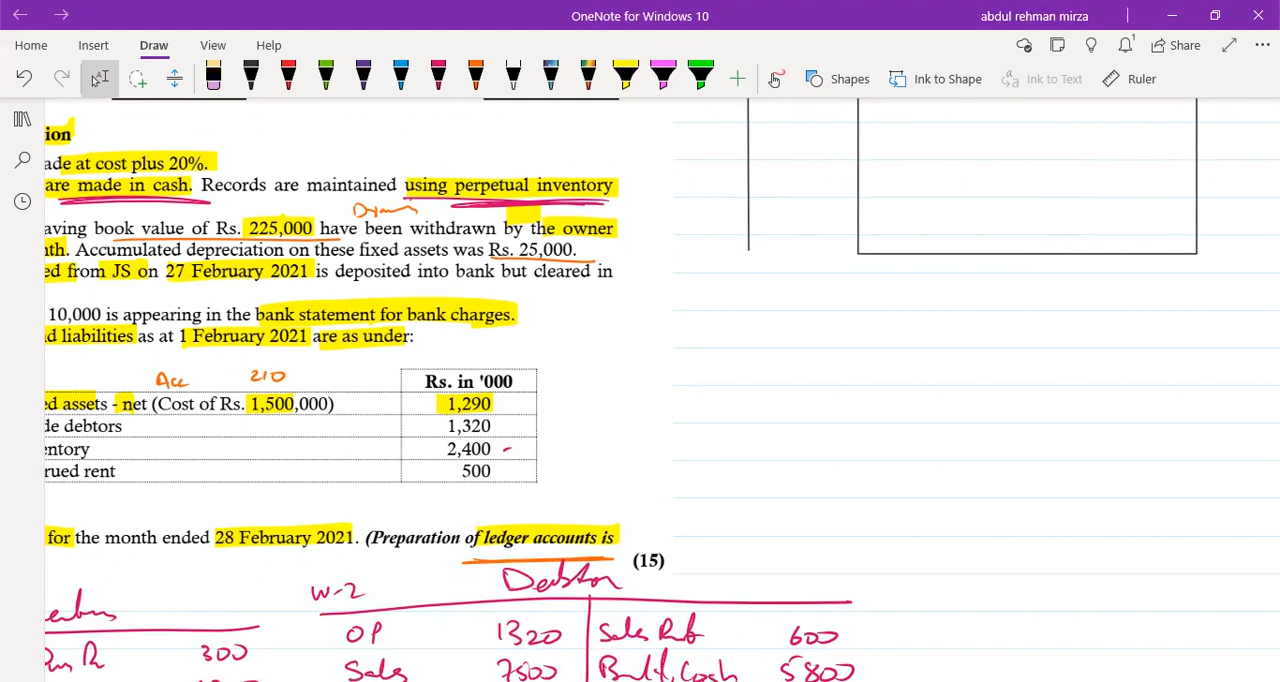 OneNote for Windows 10
abdul rehman mirza
Home Insert Draw View Help
Share
Shapes Ink to Shape Ink to Text Ruler
ion
ade at cost plus 20%.
are made in cash. Records are maintained using perpetual inventory
aving book value of Rs. 225,000 have been withdrawn by the owner
nth. Accumulated depreciation on these fixed assets was Rs. 25,000.
ed from JS on 27 February 2021 is deposited into bank but cleared in
10,000 is appearing in the bank statement for bank charges.
nd liabilities as at 1 February 2021 are as under:
Acc 210
Rs. in '000
ed assets - net (Cost of Rs. 1,500,000) 1,290
de debtors 1,320
entory 2,400
rued rent 500
for the month ended 28 February 2021. (Preparation of ledger accounts is
(15)
W-2 Debtor
OP 1320 Sales 600
300
Sales 7500 5800